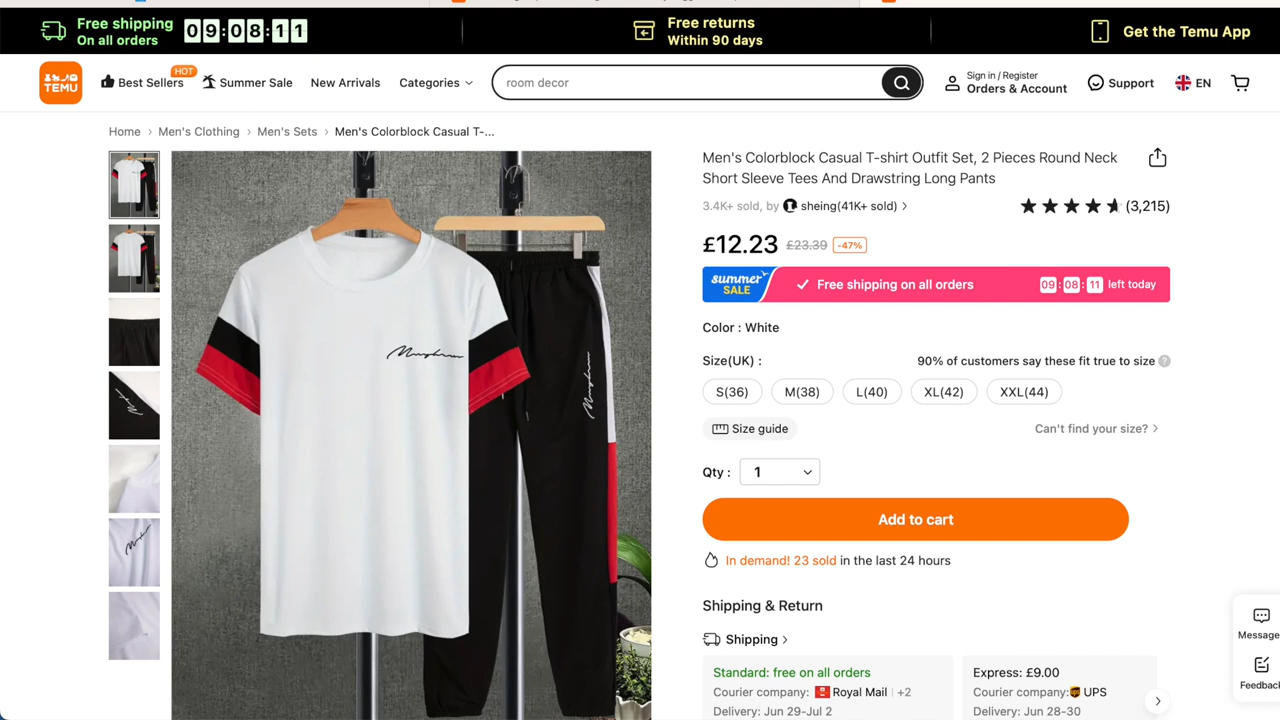 Free shipping
On all orders
09:08:11
Free returns
Within 90 days
Get the Temu App
TEMU
Best Sellers
HOT
Summer Sale
New Arrivals
Categories
room decor
Sign in / Register
Orders & Account
Support
EN
Home › Men's Clothing › Men's Sets › Men's Colorblock Casual T-...
Men's Colorblock Casual T-shirt Outfit Set, 2 Pieces Round Neck
Short Sleeve Tees And Drawstring Long Pants
3.4K+ sold, by sheing(41K+ sold) >
(3,215)
£12.23 £23.39 -47%
summer
SALE
Free shipping on all orders
09:08:11 left today
Color : White
Size(UK) :
90% of customers say these fit true to size ?
S(36) M(38) L(40) XL(42) XXL(44)
Size guide
Can't find your size? >
Qty : 1
Add to cart
In demand! 23 sold in the last 24 hours
Shipping & Return
Shipping >
Standard: free on all orders
Courier company: Royal Mail | +2
Delivery: Jun 29-Jul 2
Express: £9.00
Courier company: UPS
Delivery: Jun 28-30
Message
Feedbac